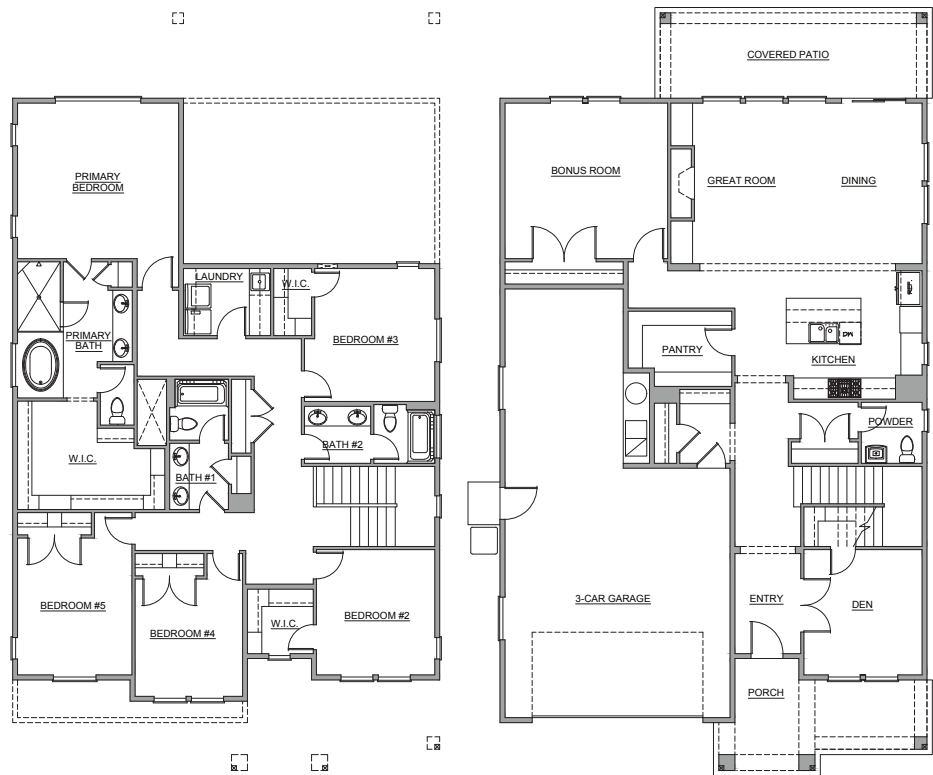 COVERED PATIO
PRIMARY
BEDROOM
BONUS ROOM
GREAT ROOM
DINING
LAUNDRY
W.I.C.
PRIMARY
BATH
BEDROOM #3
PANTRY
KITCHEN
BATH #2
POWDER
W.I.C.
BATH #1
BEDROOM #5
BEDROOM #4
W.I.C.
BEDROOM #2
3-CAR GARAGE
ENTRY
DEN
PORCH